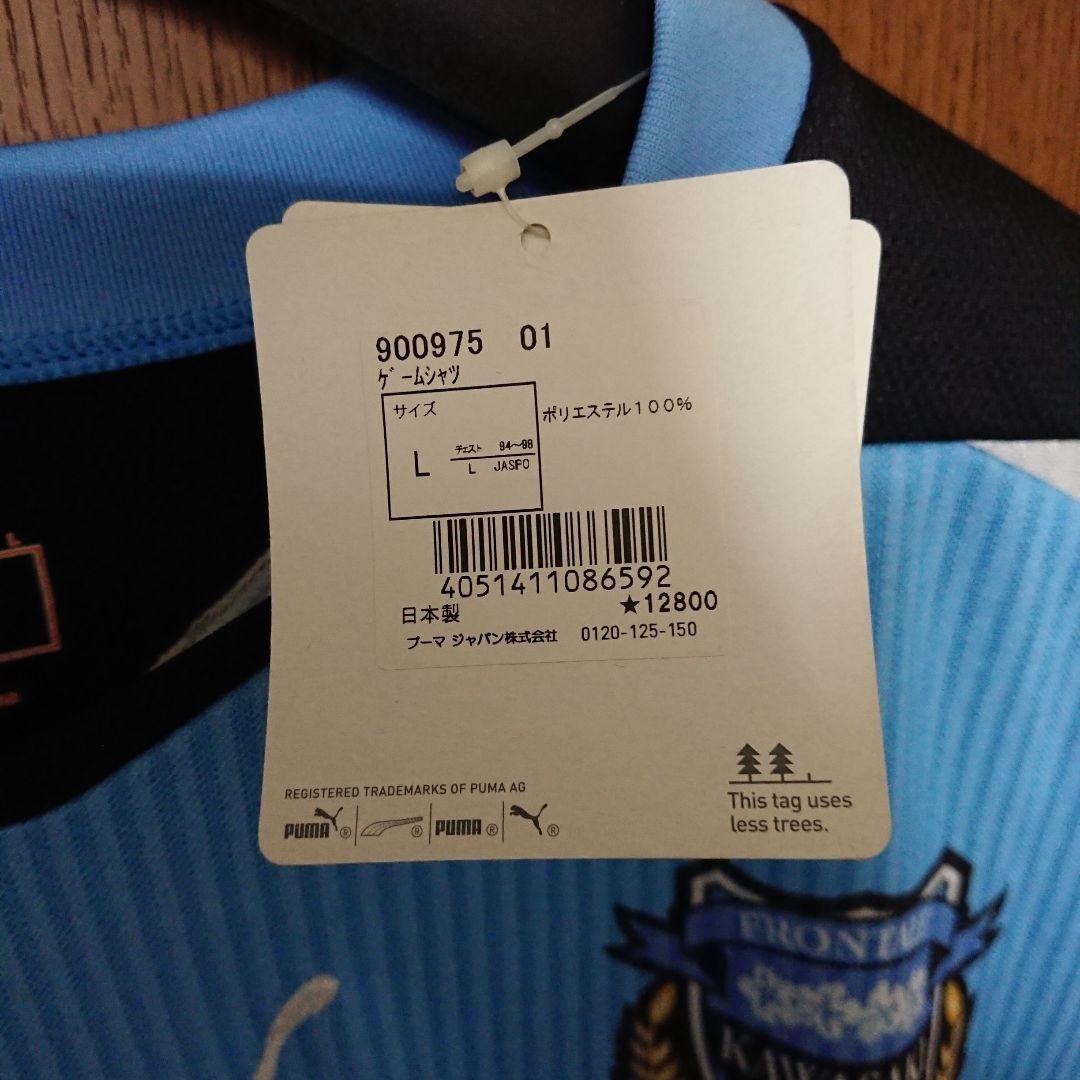 900975 01
ｹﾞｰﾑｼｬﾂ
サイズ
L
チェスト 94～98
L JASPO
ポリエステル100%
4051411086592
日本製 ★12800
プーマ ジャパン株式会社 0120-125-150
REGISTERED TRADEMARKS OF PUMA AG
PUMA® ® PUMA® ®
This tag uses
less trees.